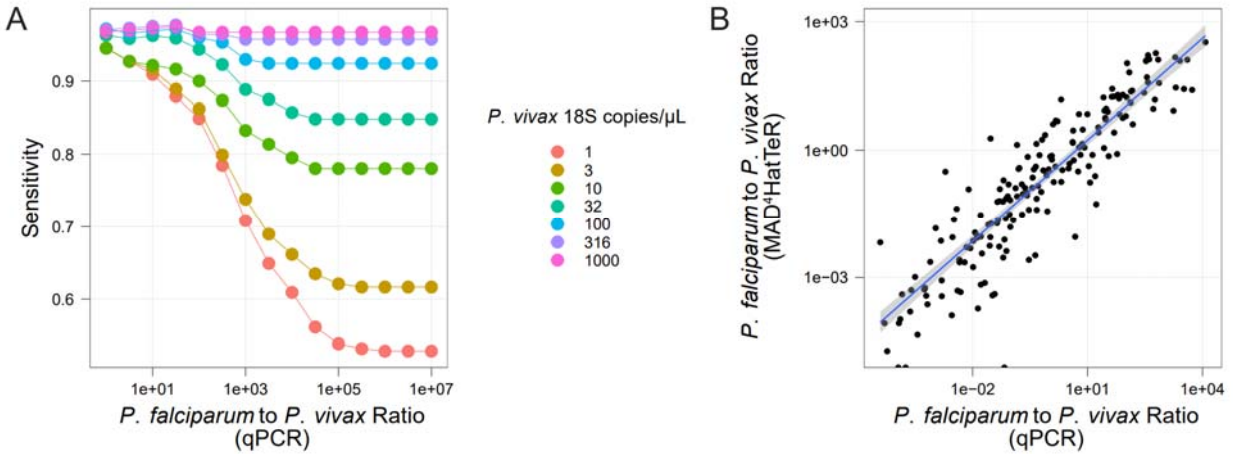 A
0.9
0.8
0.7
0.6
Sensitivity
1e+01 1e+03 1e+05 1e+07
P. falciparum to P. vivax Ratio
(qPCR)
P. vivax 18S copies/µL
1
3
10
32
100
316
1000
B
1e+03
1e+00
1e−03
P. falciparum to P. vivax Ratio
(MAD⁴HatTeR)
1e−02 1e+01 1e+04
P. falciparum to P. vivax Ratio
(qPCR)